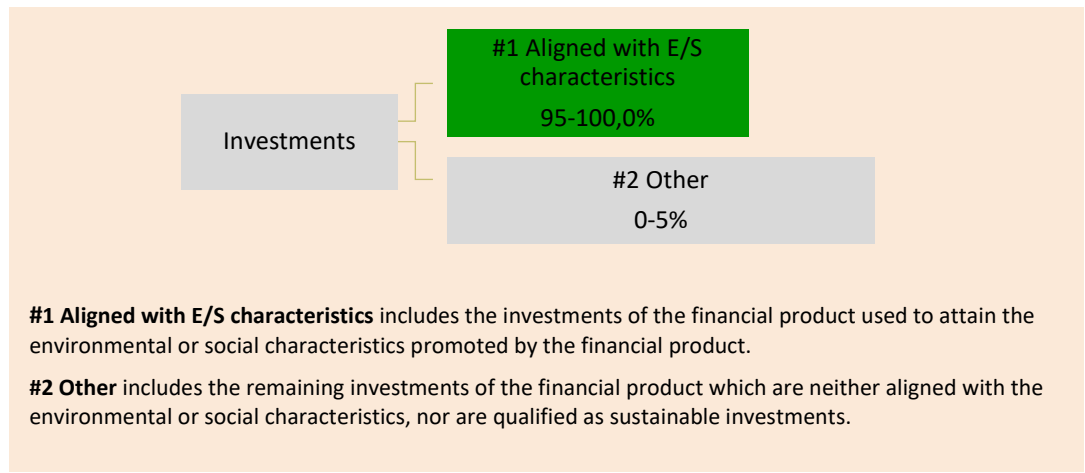 #1 Aligned with E/S
characteristics
95-100,0%
Investments
#2 Other
0-5%
#1 Aligned with E/S characteristics includes the investments of the financial product used to attain the
environmental or social characteristics promoted by the financial product.
#2 Other includes the remaining investments of the financial product which are neither aligned with the
environmental or social characteristics, nor are qualified as sustainable investments.